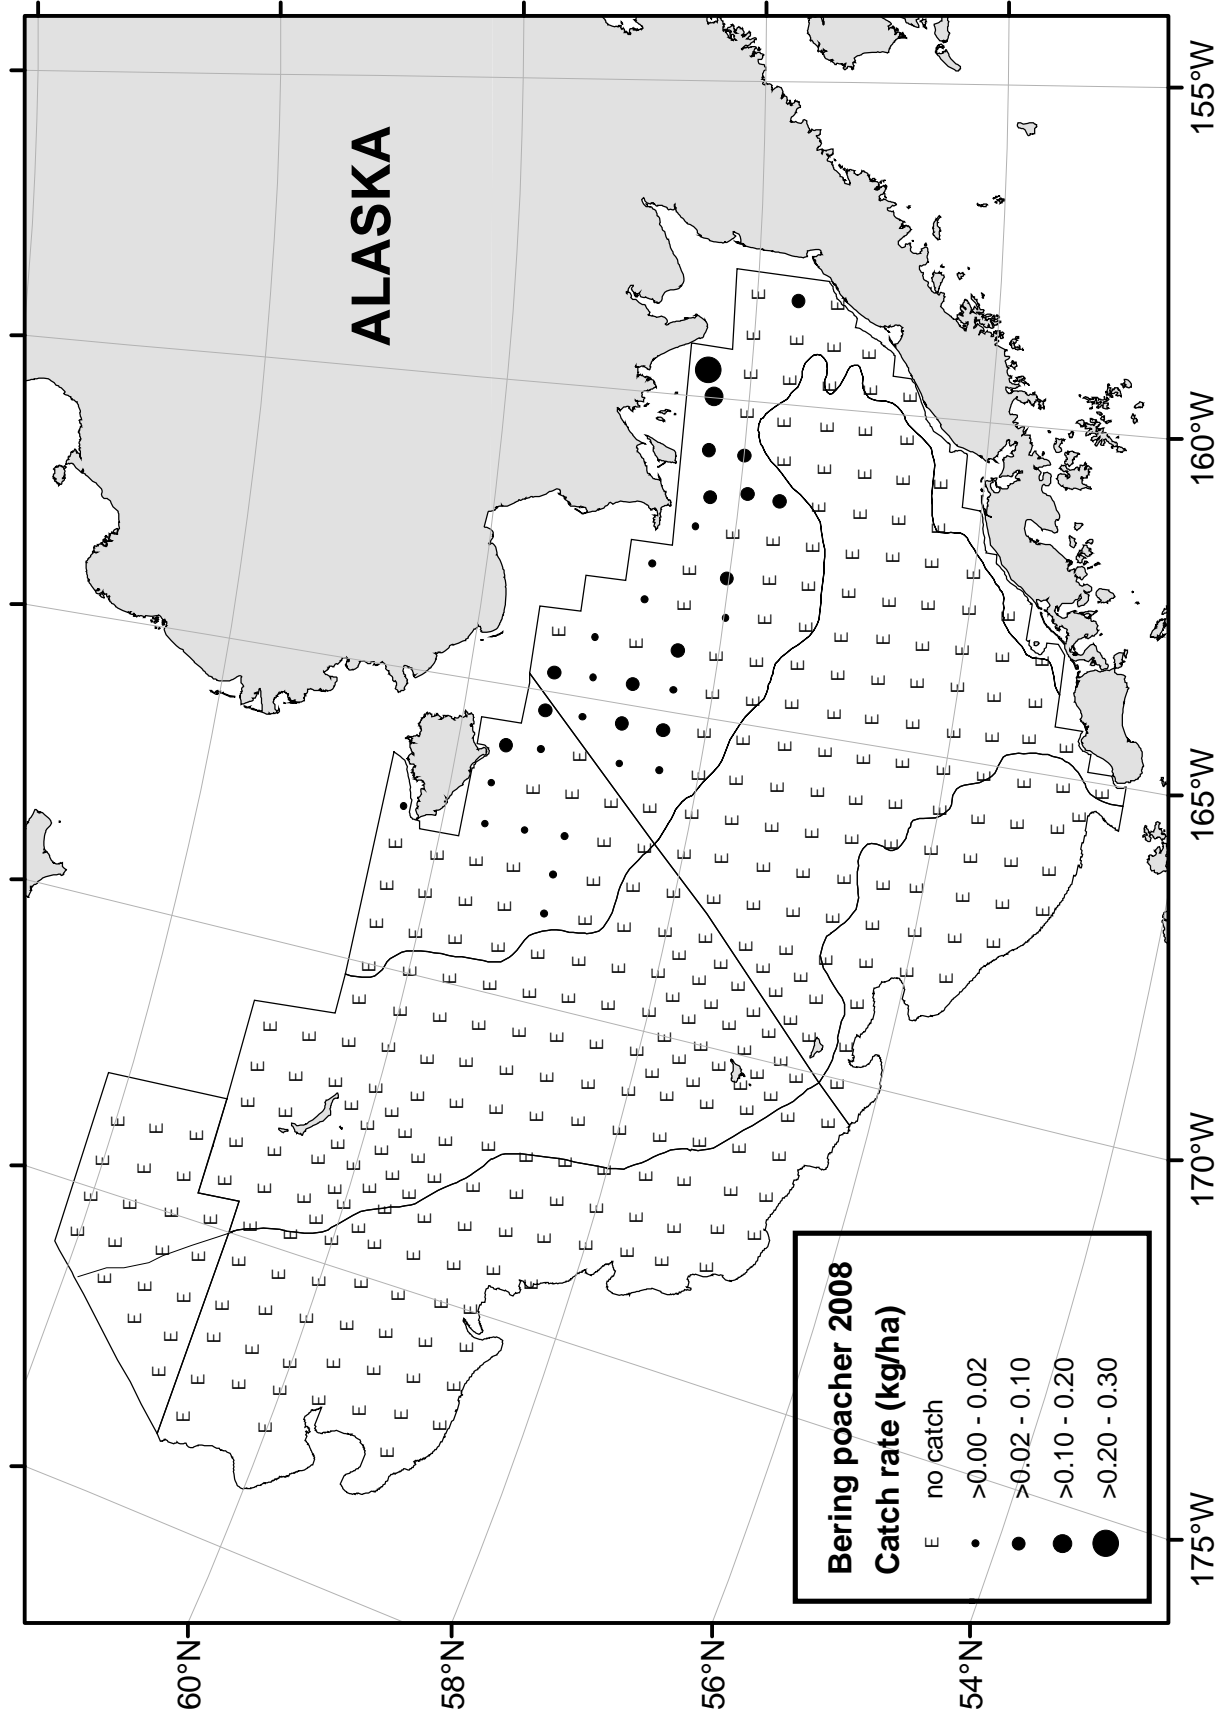 ALASKA
60°N
58°N
56°N
54°N
175°W
170°W
165°W
160°W
155°W
Bering poacher 2008
Catch rate (kg/ha)
E no catch
>0.00 - 0.02
>0.02 - 0.10
>0.10 - 0.20
>0.20 - 0.30